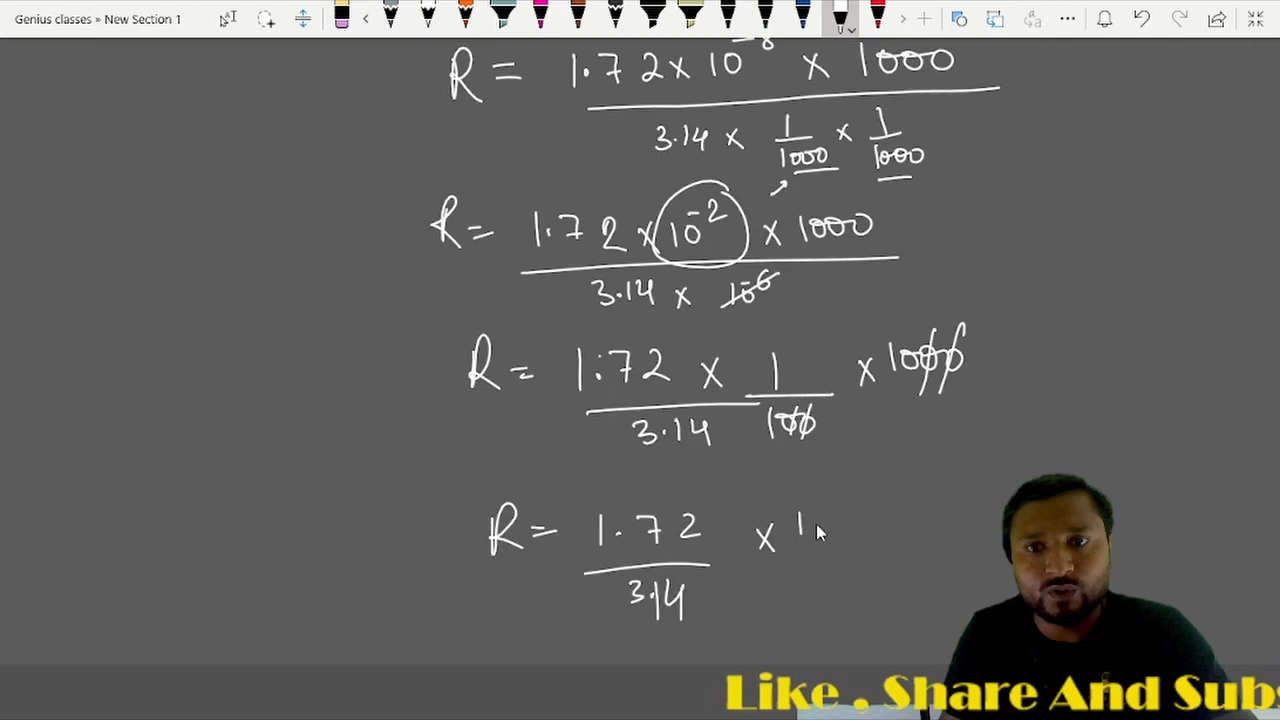 Genius classes » New Section 1
R = 1.72 x 10⁻⁸ x 1000
3.14 x 1/1000 x 1/1000
R = 1.72 x 10⁻² x 1000
3.14 x 10⁻⁶
R = 1.72 x 1 x 1000
3.14 100
R = 1.72 x 1
3.14
Like . Share And Subs